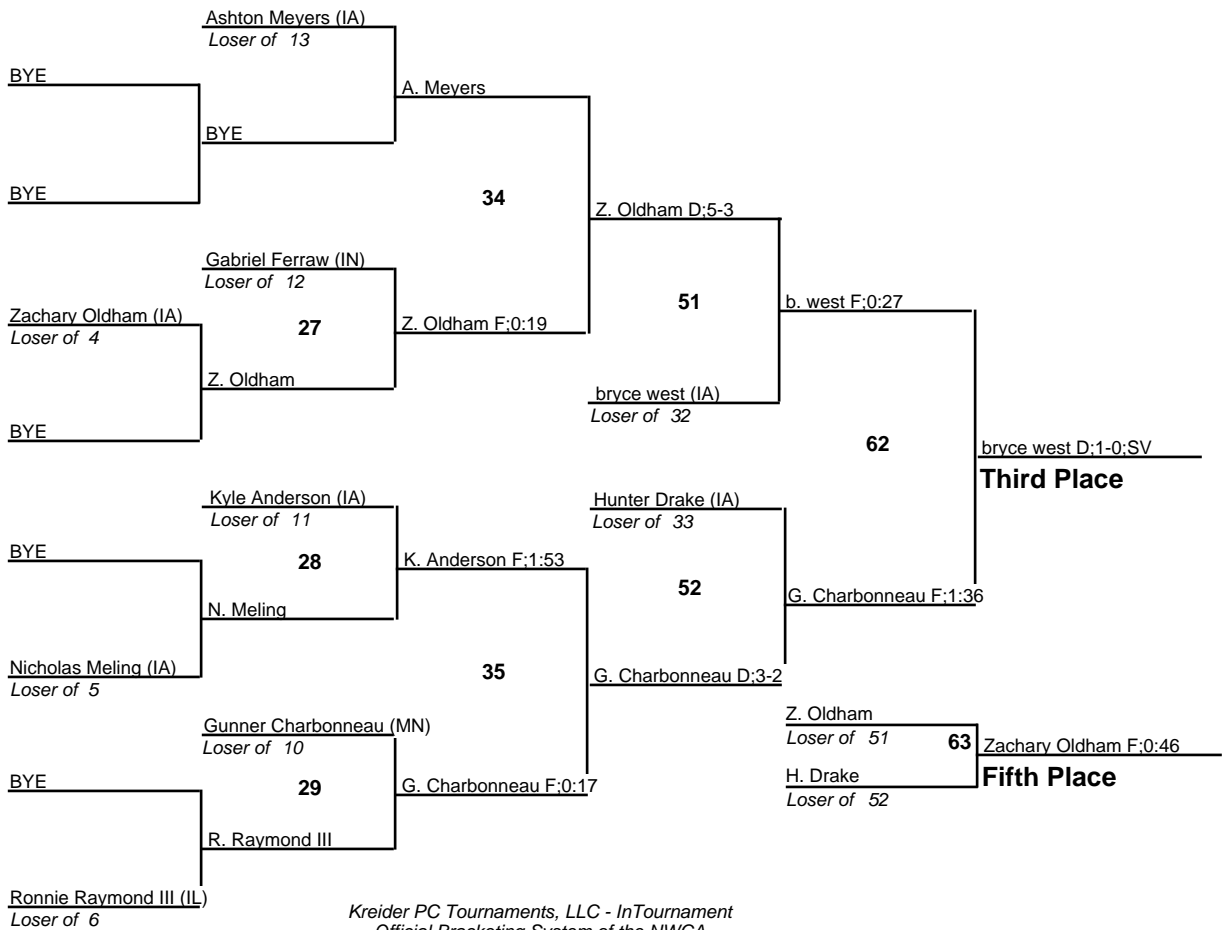 Ashton Meyers (IA)
Loser of 13
BYE
A. Meyers
BYE
BYE
34
Z. Oldham D;5-3
Gabriel Ferraw (IN)
Loser of 12
Zachary Oldham (IA)
Loser of 4
27
Z. Oldham F;0:19
51
b. west F;0:27
Z. Oldham
bryce west (IA)
Loser of 32
BYE
62
bryce west D;1-0;SV
Third Place
Kyle Anderson (IA)
Loser of 11
Hunter Drake (IA)
Loser of 33
BYE
28
K. Anderson F;1:53
52
G. Charbonneau F;1:36
N. Meling
Nicholas Meling (IA)
Loser of 5
35
G. Charbonneau D;3-2
Gunner Charbonneau (MN)
Loser of 10
Z. Oldham
Loser of 51
63
Zachary Oldham F;0:46
Fifth Place
BYE
29
G. Charbonneau F;0:17
H. Drake
Loser of 52
R. Raymond III
Ronnie Raymond III (IL)
Loser of 6
Kreider PC Tournaments, LLC - InTournament
Official Bracketing System of the NWCA